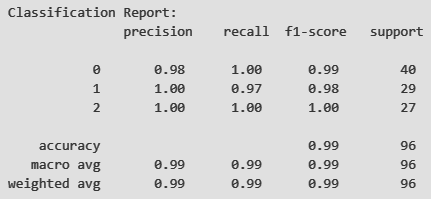 Classification Report:
precision recall f1-score support
0 0.98 1.00 0.99 40
1 1.00 0.97 0.98 29
2 1.00 1.00 1.00 27
accuracy 0.99 96
macro avg 0.99 0.99 0.99 96
weighted avg 0.99 0.99 0.99 96